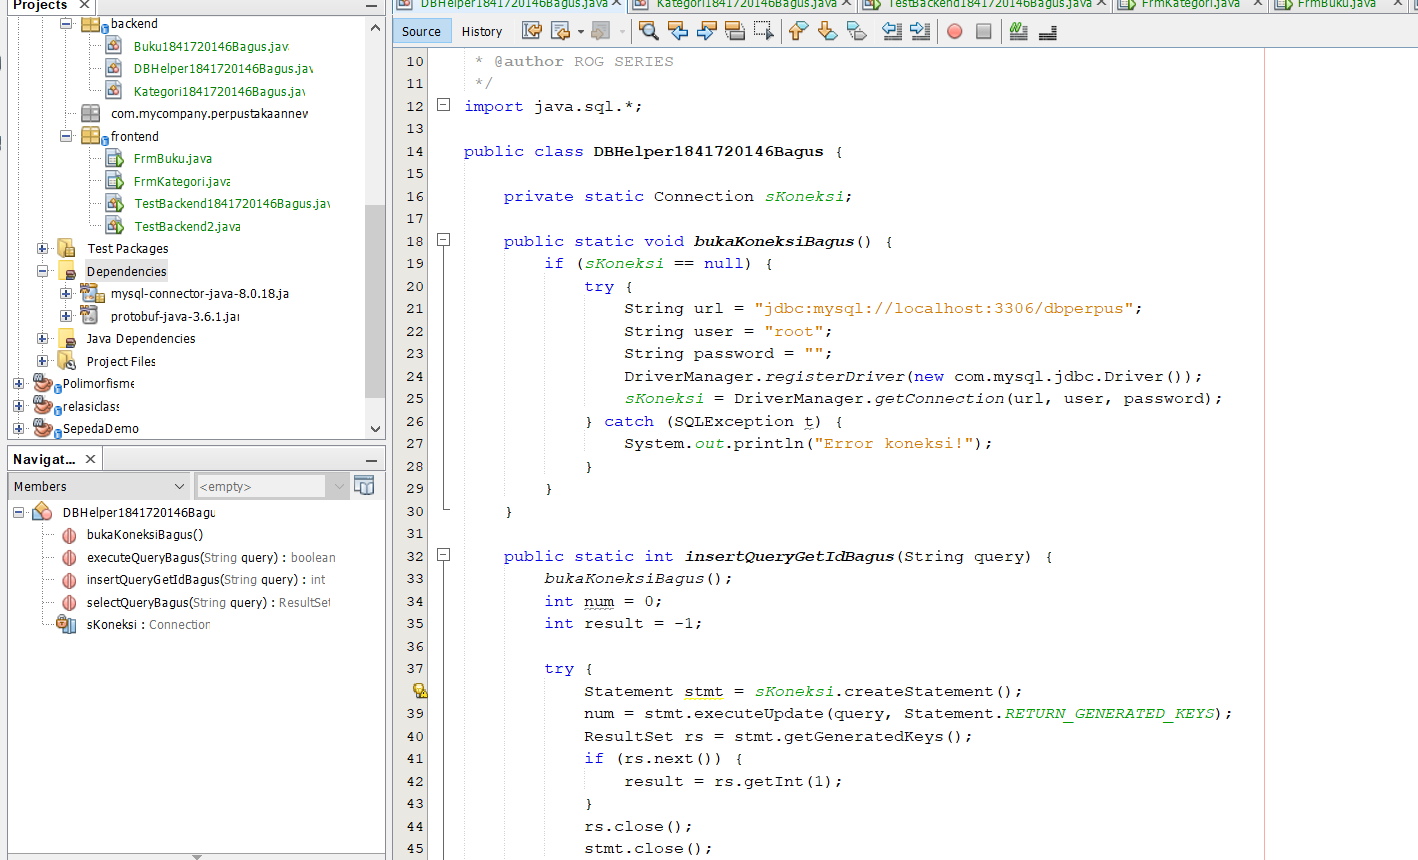 Projects
backend
Buku1841720146Bagus.jav
DBHelper1841720146Bagus.jav
Kategori1841720146Bagus.jav
com.mycompany.perpustakaannew
frontend
FrmBuku.java
FrmKategori.java
TestBackend1841720146Bagus.jav
TestBackend2.java
Test Packages
Dependencies
mysql-connector-java-8.0.18.ja
protobuf-java-3.6.1.jar
Java Dependencies
Project Files
Polimorfisme
relasiclass
SepedaDemo
Navigat...
Members
<empty>
DBHelper1841720146Bagu
bukaKoneksiBagus()
executeQueryBagus(String query) : boolean
insertQueryGetIdBagus(String query) : int
selectQueryBagus(String query) : ResultSet
sKoneksi : Connection
DBHelper1841720146Bagus.java
Kategori1841720146Bagus.java
TestBackend1841720146Bagus.java
FrmKategori.java
FrmBuku.java
Source
History
10 * @author ROG SERIES
11 */
12 import java.sql.*;
13
14 public class DBHelper1841720146Bagus {
15
16 private static Connection sKoneksi;
17
18 public static void bukaKoneksiBagus() {
19 if (sKoneksi == null) {
20 try {
21 String url = "jdbc:mysql://localhost:3306/dbperpus";
22 String user = "root";
23 String password = "";
24 DriverManager.registerDriver(new com.mysql.jdbc.Driver());
25 sKoneksi = DriverManager.getConnection(url, user, password);
26 } catch (SQLException t) {
27 System.out.println("Error koneksi!");
28 }
29 }
30 }
31
32 public static int insertQueryGetIdBagus(String query) {
33 bukaKoneksiBagus();
34 int num = 0;
35 int result = -1;
36
37 try {
Statement stmt = sKoneksi.createStatement();
39 num = stmt.executeUpdate(query, Statement.RETURN_GENERATED_KEYS);
40 ResultSet rs = stmt.getGeneratedKeys();
41 if (rs.next()) {
42 result = rs.getInt(1);
43 }
44 rs.close();
45 stmt.close();